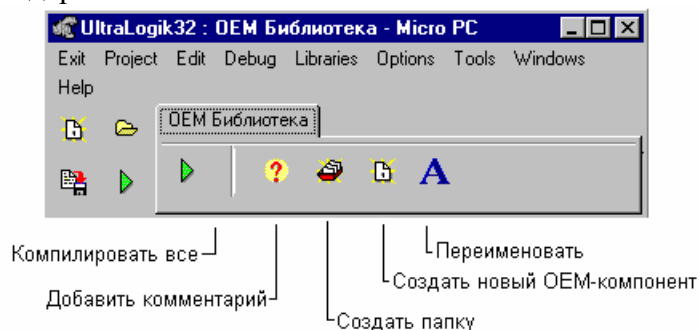 UltraLogik32 : OEM Библиотека - Micro PC
Exit Project Edit Debug Libraries Options Tools Windows
Help
OEM Библиотека
? A
Компилировать все
Переименовать
Создать новый OEM-компонент
Добавить комментарий
Создать папку